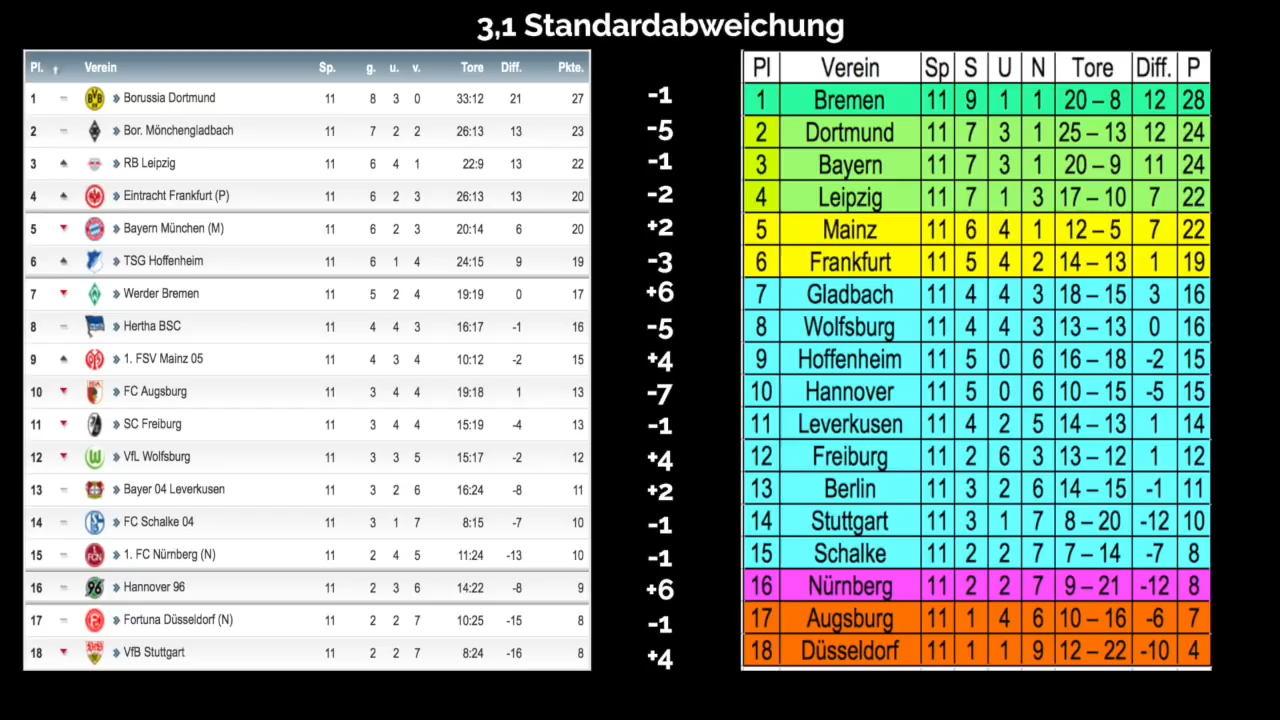 3,1 Standardabweichung
Pl. Verein Sp. g. u. v. Tore Diff. Pkte.
1 Borussia Dortmund 11 8 3 0 33:12 21 27
2 Bor. Mönchengladbach 11 7 2 2 26:13 13 23
3 RB Leipzig 11 6 4 1 22:9 13 22
4 Eintracht Frankfurt (P) 11 6 2 3 26:13 13 20
5 Bayern München (M) 11 6 2 3 20:14 6 20
6 TSG Hoffenheim 11 6 1 4 24:15 9 19
7 Werder Bremen 11 5 2 4 19:19 0 17
8 Hertha BSC 11 4 4 3 16:17 -1 16
9 1. FSV Mainz 05 11 4 3 4 10:12 -2 15
10 FC Augsburg 11 3 4 4 19:18 1 13
11 SC Freiburg 11 3 4 4 15:19 -4 13
12 VfL Wolfsburg 11 3 3 5 15:17 -2 12
13 Bayer 04 Leverkusen 11 3 2 6 16:24 -8 11
14 FC Schalke 04 11 3 1 7 8:15 -7 10
15 1. FC Nürnberg (N) 11 2 4 5 11:24 -13 10
16 Hannover 96 11 2 3 6 14:22 -8 9
17 Fortuna Düsseldorf (N) 11 2 2 7 10:25 -15 8
18 VfB Stuttgart 11 2 2 7 8:24 -16 8
-1
-5
-1
-2
+2
-3
+6
-5
+4
-7
-1
+4
+2
-1
-1
+6
-1
+4
Pl Verein Sp S U N Tore Diff. P
1 Bremen 11 9 1 1 20 – 8 12 28
2 Dortmund 11 7 3 1 25 – 13 12 24
3 Bayern 11 7 3 1 20 – 9 11 24
4 Leipzig 11 7 1 3 17 – 10 7 22
5 Mainz 11 6 4 1 12 – 5 7 22
6 Frankfurt 11 5 4 2 14 – 13 1 19
7 Gladbach 11 4 4 3 18 – 15 3 16
8 Wolfsburg 11 4 4 3 13 – 13 0 16
9 Hoffenheim 11 5 0 6 16 – 18 -2 15
10 Hannover 11 5 0 6 10 – 15 -5 15
11 Leverkusen 11 4 2 5 14 – 13 1 14
12 Freiburg 11 2 6 3 13 – 12 1 12
13 Berlin 11 3 2 6 14 – 15 -1 11
14 Stuttgart 11 3 1 7 8 – 20 -12 10
15 Schalke 11 2 2 7 7 – 14 -7 8
16 Nürnberg 11 2 2 7 9 – 21 -12 8
17 Augsburg 11 1 4 6 10 – 16 -6 7
18 Düsseldorf 11 1 1 9 12 – 22 -10 4